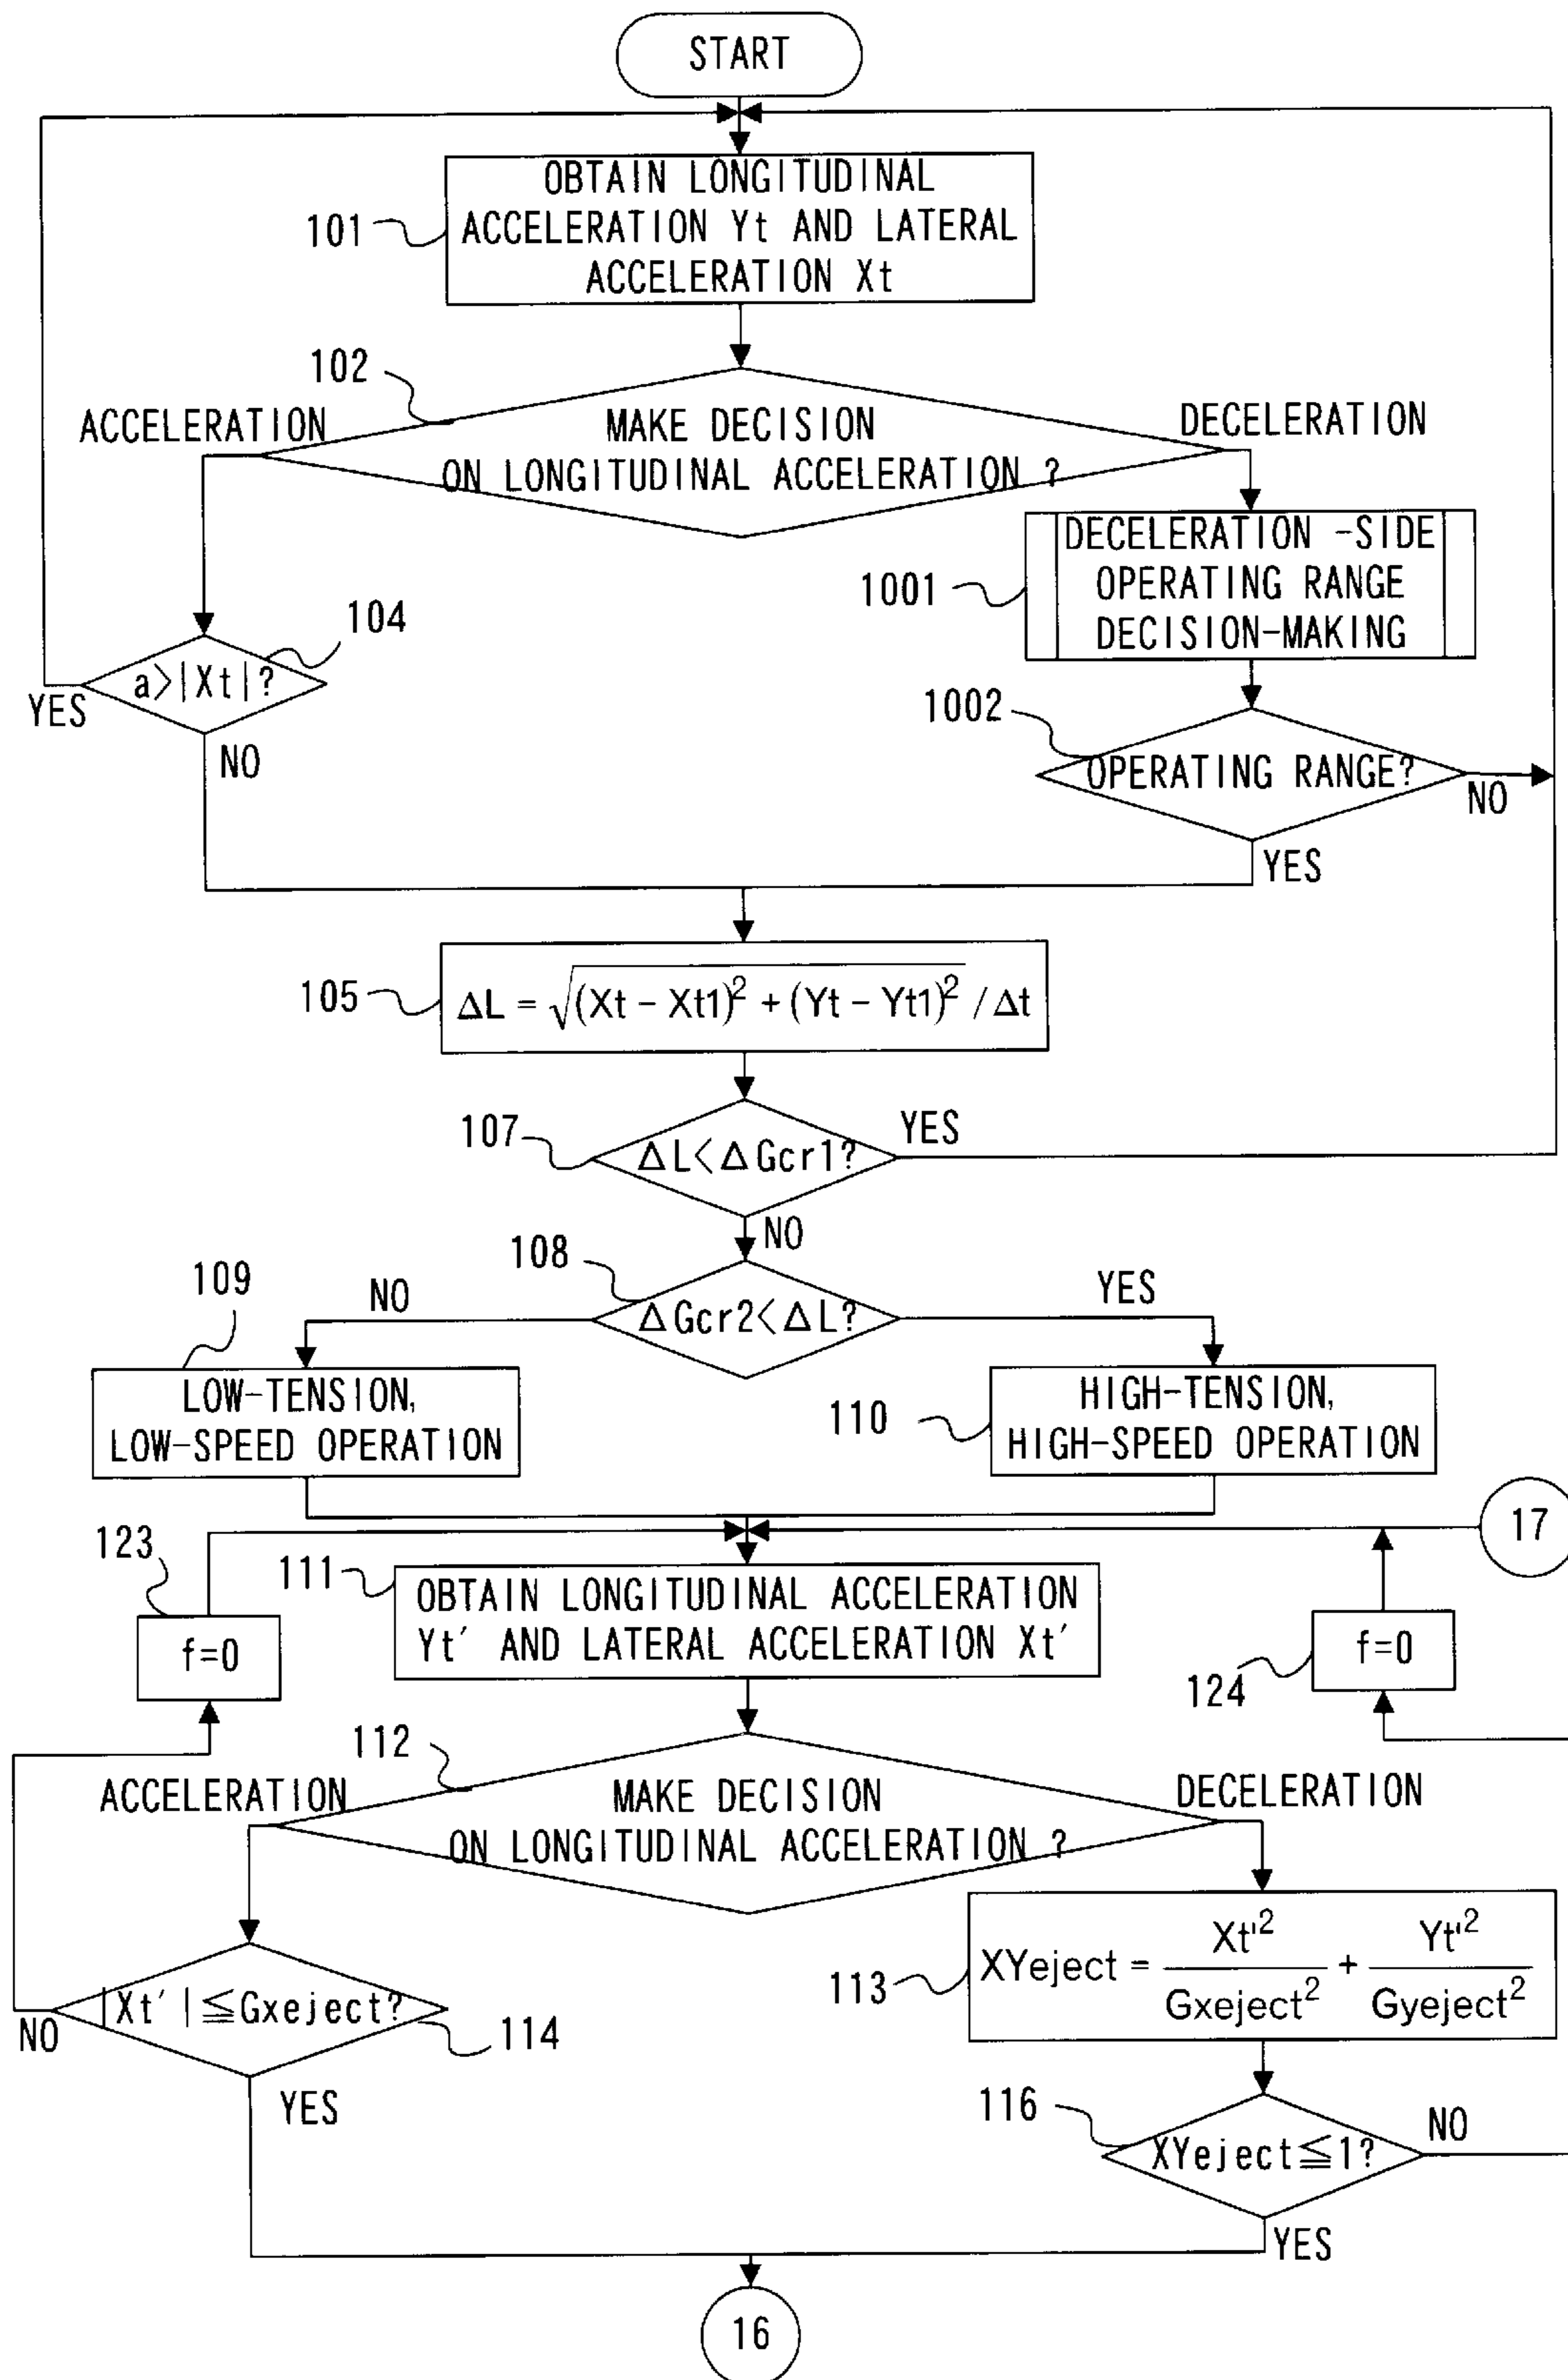 START
OBTAIN LONGITUDINAL
ACCELERATION Yt AND LATERAL
ACCELERATION Xt
101
102
ACCELERATION
MAKE DECISION
ON LONGITUDINAL ACCELERATION ?
DECELERATION
DECELERATION -SIDE
OPERATING RANGE
DECISION-MAKING
1001
104
a>|Xt|?
YES
NO
1002
OPERATING RANGE?
NO
YES
105
ΔL = √(Xt − Xt1)² + (Yt − Yt1)² / Δt
107
ΔL<ΔGcr1?
YES
NO
108
ΔGcr2<ΔL?
NO
YES
109
LOW-TENSION,
LOW-SPEED OPERATION
110
HIGH-TENSION,
HIGH-SPEED OPERATION
17
123
f=0
111
OBTAIN LONGITUDINAL ACCELERATION
Yt′ AND LATERAL ACCELERATION Xt′
124
f=0
112
ACCELERATION
MAKE DECISION
ON LONGITUDINAL ACCELERATION ?
DECELERATION
113
XYeject = Xt'² / Gxeject² + Yt'² / Gyeject²
|Xt′|≦Gxeject?
NO
114
YES
116
XYeject≦1?
NO
YES
16